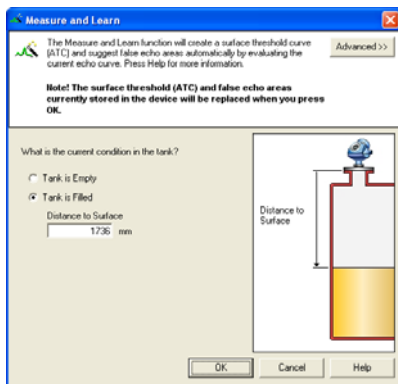 Measure and Learn
The Measure and Learn function will create a surface threshold curve
(ATC) and suggest false echo areas automatically by evaluating the
current echo curve. Press Help for more information.
Advanced >>
Note! The surface threshold (ATC) and false echo areas
currently stored in the device will be replaced when you press
OK.
What is the current condition in the tank?
Tank is Empty
Tank is Filled
Distance to Surface
1736 mm
Distance to
Surface
OK
Cancel
Help